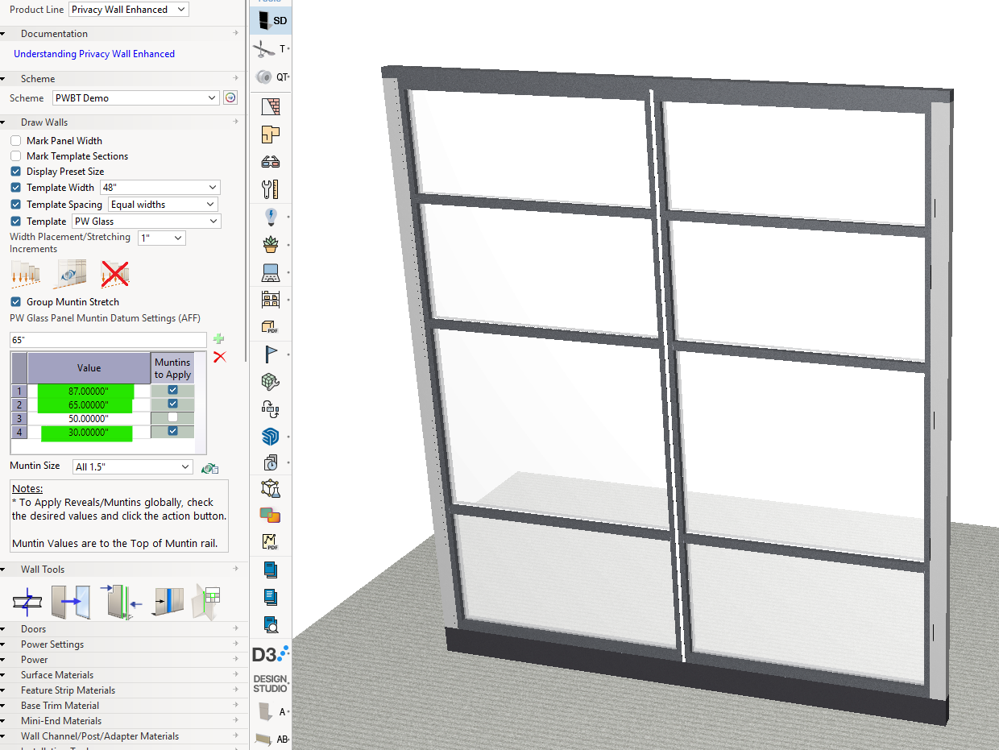 Product Line Privacy Wall Enhanced
Documentation
Understanding Privacy Wall Enhanced
Scheme
Scheme PWBT Demo
Draw Walls
Mark Panel Width
Mark Template Sections
Display Preset Size
Template Width 48"
Template Spacing Equal widths
Template PW Glass
Width Placement/Stretching 1"
Increments
Group Muntin Stretch
PW Glass Panel Muntin Datum Settings (AFF)
65"
Value Muntins
to Apply
1 87.00000"
2 65.00000"
3 50.00000"
4 30.00000"
Muntin Size All 1.5"
Notes:
* To Apply Reveals/Muntins globally, check
the desired values and click the action button.
Muntin Values are to the Top of Muntin rail.
Wall Tools
Doors
Power Settings
Power
Surface Materials
Feature Strip Materials
Base Trim Material
Mini-End Materials
Wall Channel/Post/Adapter Materials
SD
T
QT
PDF
PDF
D3
DESIGN
STUDIO
A
AB